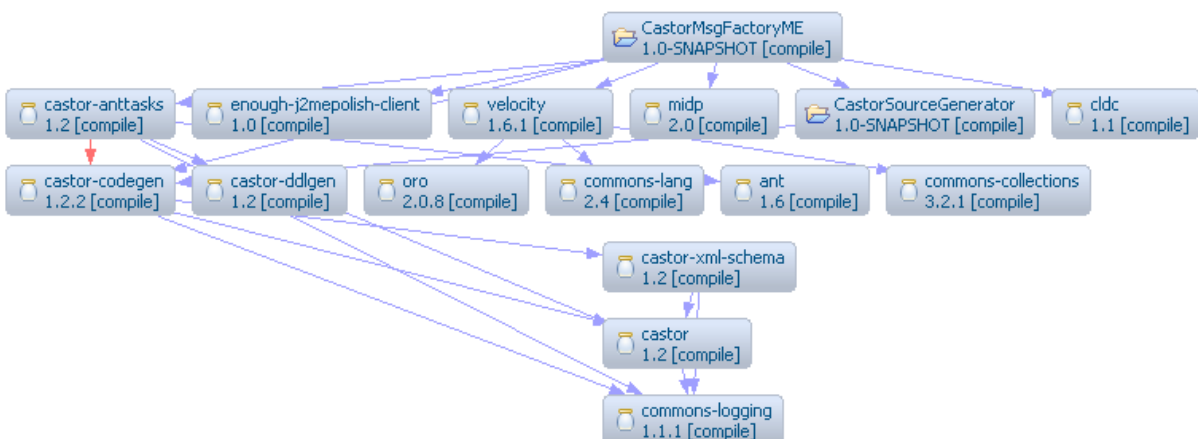 CastorMsgFactoryME
1.0-SNAPSHOT [compile]
castor-anttasks
1.2 [compile]
enough-j2mepolish-client
1.0 [compile]
velocity
1.6.1 [compile]
midp
2.0 [compile]
CastorSourceGenerator
1.0-SNAPSHOT [compile]
cldc
1.1 [compile]
castor-codegen
1.2.2 [compile]
castor-ddlgen
1.2 [compile]
oro
2.0.8 [compile]
commons-lang
2.4 [compile]
ant
1.6 [compile]
commons-collections
3.2.1 [compile]
castor-xml-schema
1.2 [compile]
castor
1.2 [compile]
commons-logging
1.1.1 [compile]